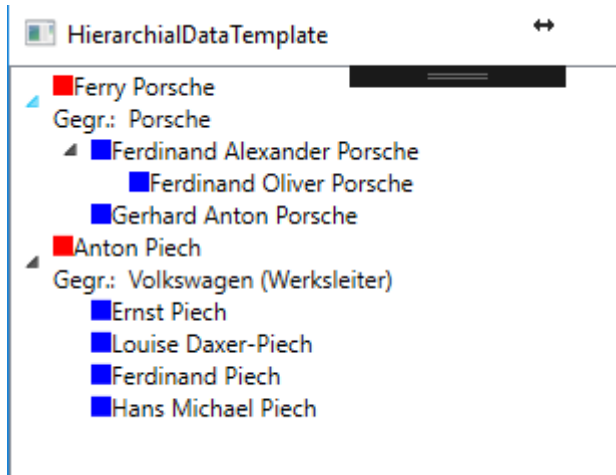 HierarchialDataTemplate
Ferry Porsche
Gegr.: Porsche
Ferdinand Alexander Porsche
Ferdinand Oliver Porsche
Gerhard Anton Porsche
Anton Piech
Gegr.: Volkswagen (Werksleiter)
Ernst Piech
Louise Daxer-Piech
Ferdinand Piech
Hans Michael Piech